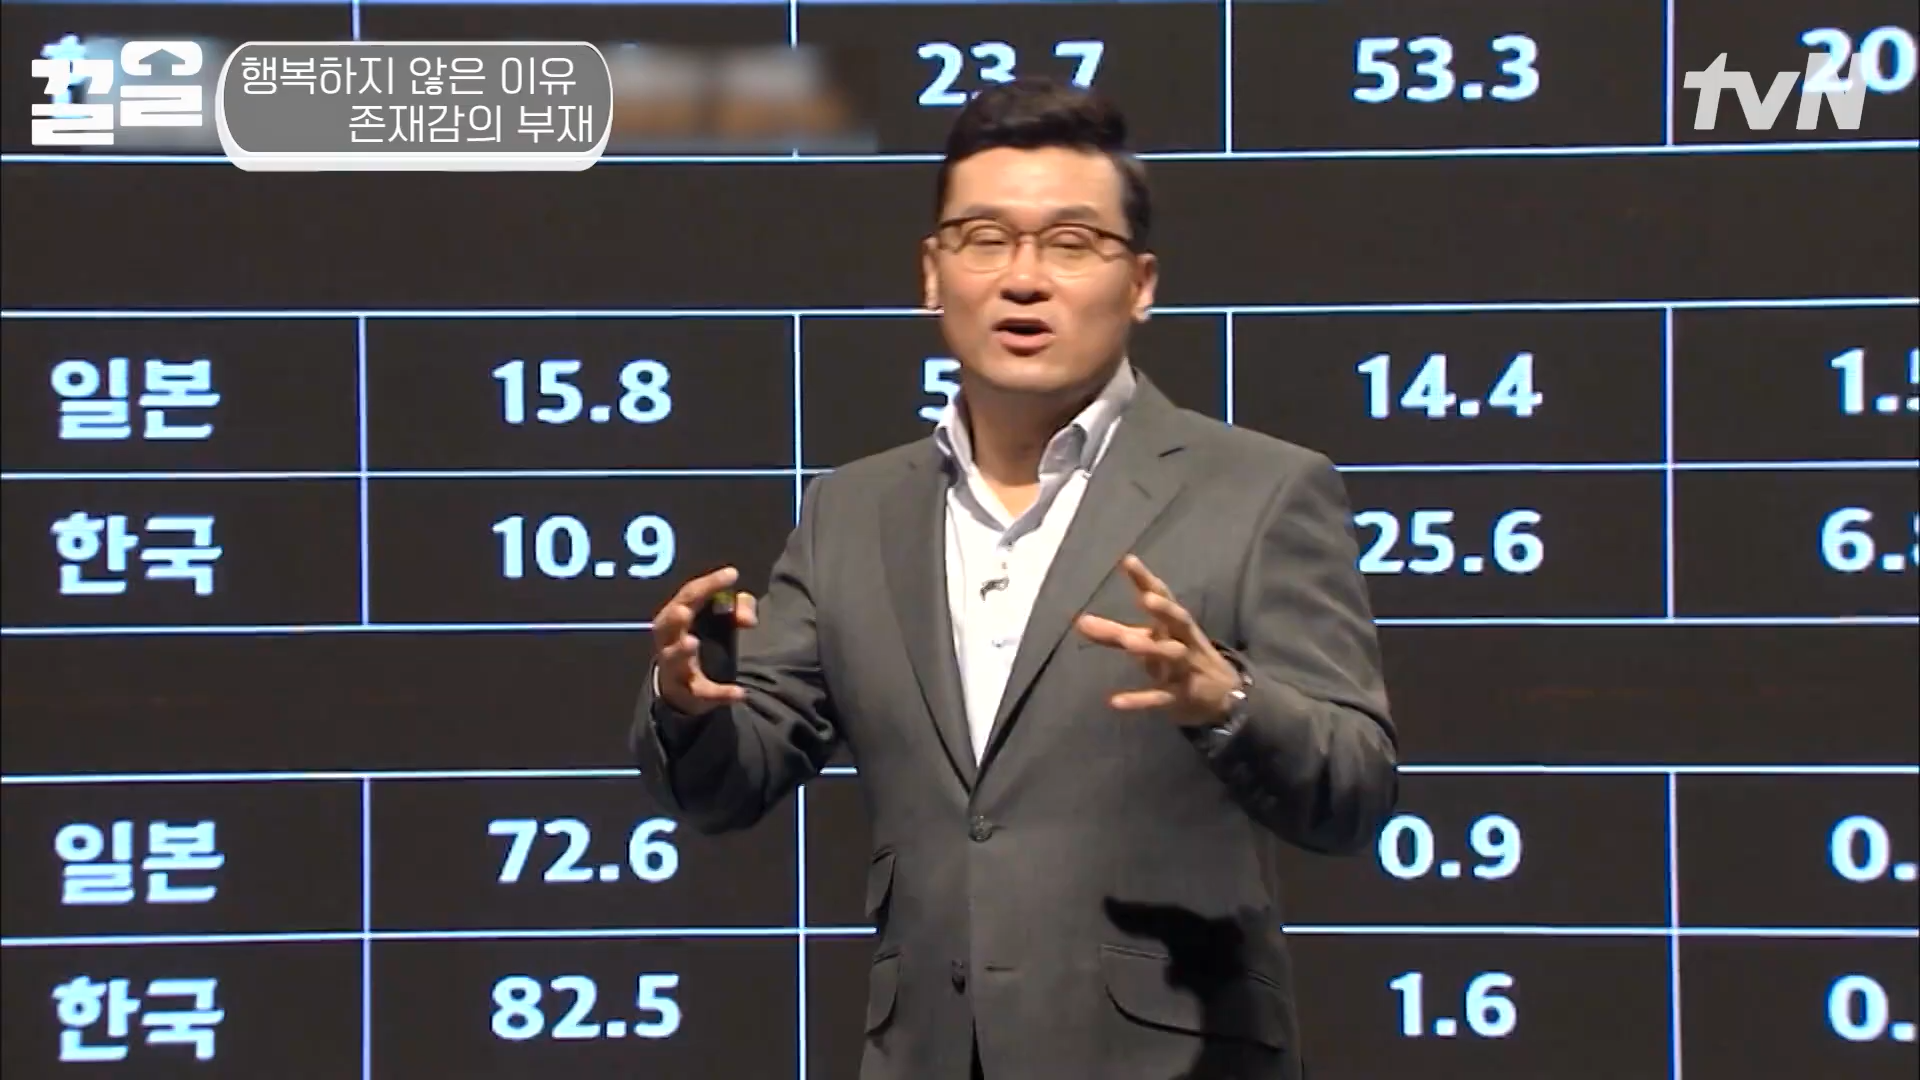 꿀올
행복하지 않은 이유
존재감의 부재
tvN
23.7 53.3
일본 15.8 14.4
한국 10.9 25.6
일본 72.6 0.9
한국 82.5 1.6